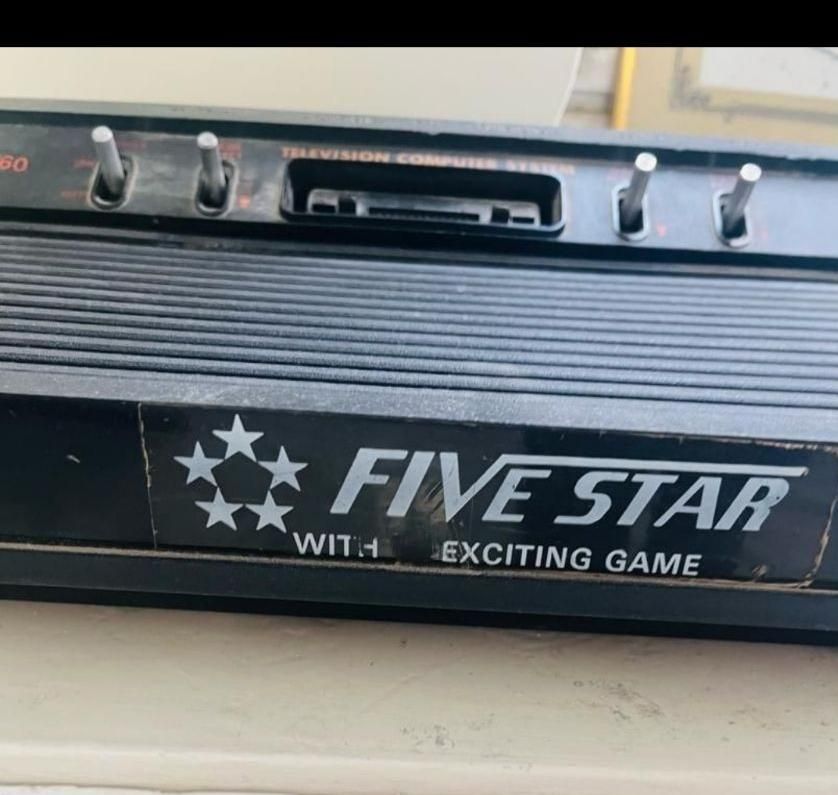 60
TELEVISION COMPUTER SYSTEM
FIVE STAR
WITH EXCITING GAME